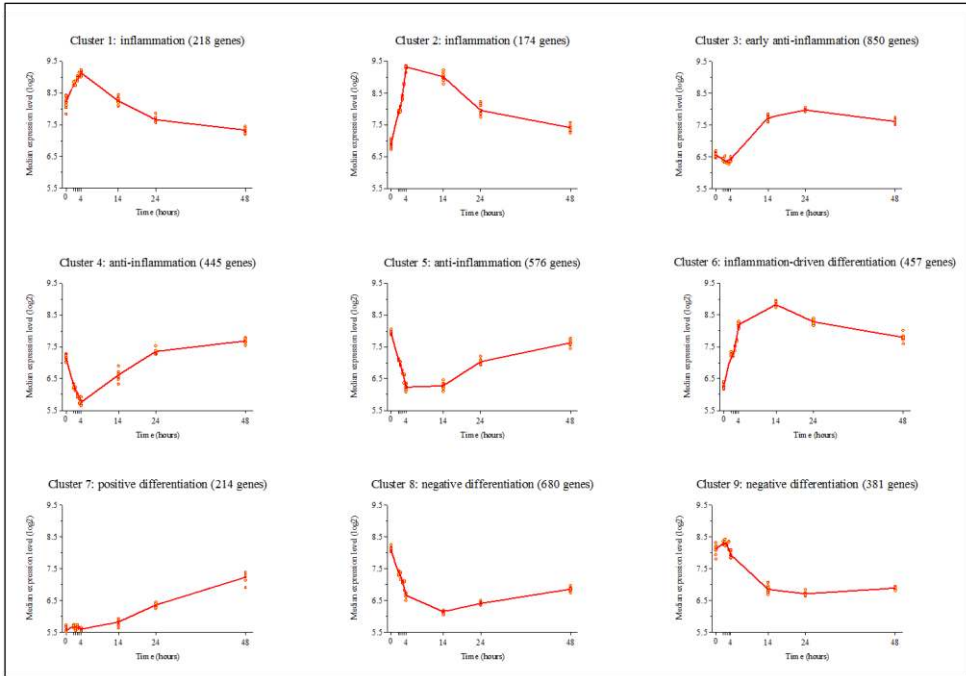 Cluster 1: inflammation (218 genes)
Median expression level (log2)
9.5
8.5
7.5
6.5
5.5
0 4 14 24 48
Time (hours)
Cluster 2: inflammation (174 genes)
Median expression level (log2)
9.5
8.5
7.5
6.5
5.5
0 4 14 24 48
Time (hours)
Cluster 3: early anti-inflammation (850 genes)
Median expression level (log2)
9.5
8.5
7.5
6.5
5.5
0 4 14 24 48
Time (hours)
Cluster 4: anti-inflammation (445 genes)
Median expression level (log2)
9.5
8.5
7.5
6.5
5.5
0 4 14 24 48
Time (hours)
Cluster 5: anti-inflammation (576 genes)
Median expression level (log2)
9.5
8.5
7.5
6.5
5.5
0 4 14 24 48
Time (hours)
Cluster 6: inflammation-driven differentiation (457 genes)
Median expression level (log2)
9.5
8.5
7.5
6.5
5.5
0 4 14 24 48
Time (hours)
Cluster 7: positive differentiation (214 genes)
Median expression level (log2)
9.5
8.5
7.5
6.5
5.5
0 4 14 24 48
Time (hours)
Cluster 8: negative differentiation (680 genes)
Median expression level (log2)
9.5
8.5
7.5
6.5
5.5
0 4 14 24 48
Time (hours)
Cluster 9: negative differentiation (381 genes)
Median expression level (log2)
9.5
8.5
7.5
6.5
5.5
0 4 14 24 48
Time (hours)